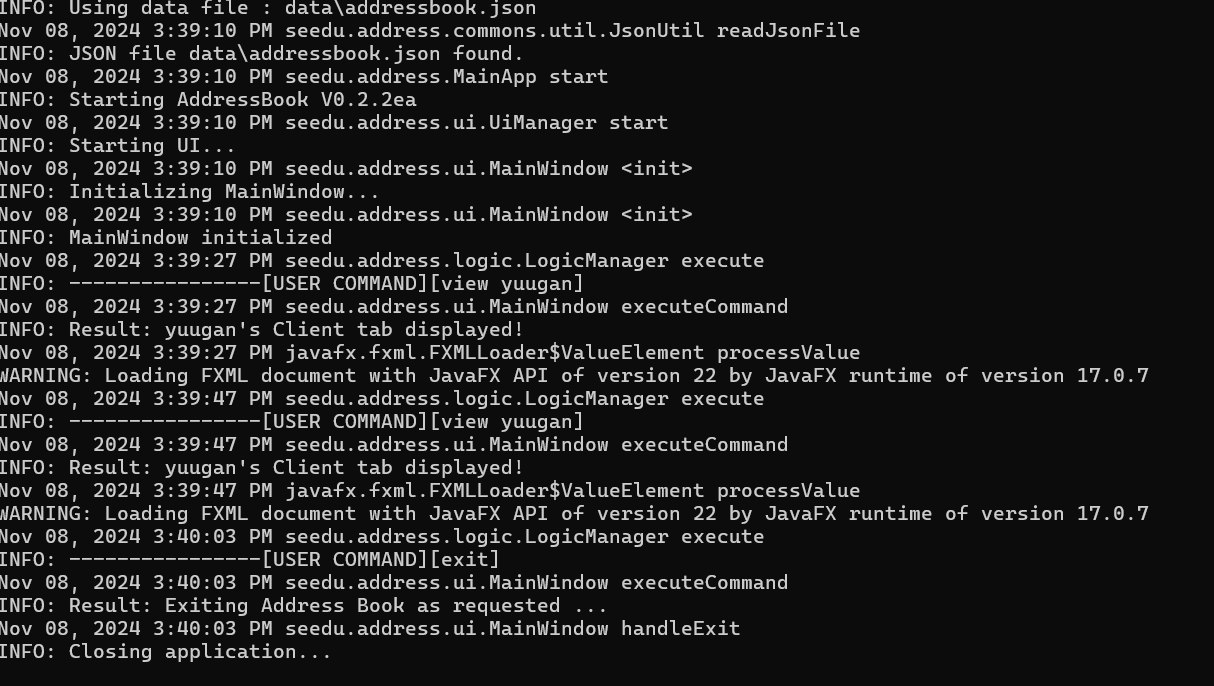 INFO: Using data file : data\addressbook.json
Nov 08, 2024 3:39:10 PM seedu.address.commons.util.JsonUtil readJsonFile
INFO: JSON file data\addressbook.json found.
Nov 08, 2024 3:39:10 PM seedu.address.MainApp start
INFO: Starting AddressBook V0.2.2ea
Nov 08, 2024 3:39:10 PM seedu.address.ui.UiManager start
INFO: Starting UI...
Nov 08, 2024 3:39:10 PM seedu.address.ui.MainWindow <init>
INFO: Initializing MainWindow...
Nov 08, 2024 3:39:10 PM seedu.address.ui.MainWindow <init>
INFO: MainWindow initialized
Nov 08, 2024 3:39:27 PM seedu.address.logic.LogicManager execute
INFO: ----------------[USER COMMAND][view yuugan]
Nov 08, 2024 3:39:27 PM seedu.address.ui.MainWindow executeCommand
INFO: Result: yuugan's Client tab displayed!
Nov 08, 2024 3:39:27 PM javafx.fxml.FXMLLoader$ValueElement processValue
WARNING: Loading FXML document with JavaFX API of version 22 by JavaFX runtime of version 17.0.7
Nov 08, 2024 3:39:47 PM seedu.address.logic.LogicManager execute
INFO: ----------------[USER COMMAND][view yuugan]
Nov 08, 2024 3:39:47 PM seedu.address.ui.MainWindow executeCommand
INFO: Result: yuugan's Client tab displayed!
Nov 08, 2024 3:39:47 PM javafx.fxml.FXMLLoader$ValueElement processValue
WARNING: Loading FXML document with JavaFX API of version 22 by JavaFX runtime of version 17.0.7
Nov 08, 2024 3:40:03 PM seedu.address.logic.LogicManager execute
INFO: ----------------[USER COMMAND][exit]
Nov 08, 2024 3:40:03 PM seedu.address.ui.MainWindow executeCommand
INFO: Result: Exiting Address Book as requested ...
Nov 08, 2024 3:40:03 PM seedu.address.ui.MainWindow handleExit
INFO: Closing application...